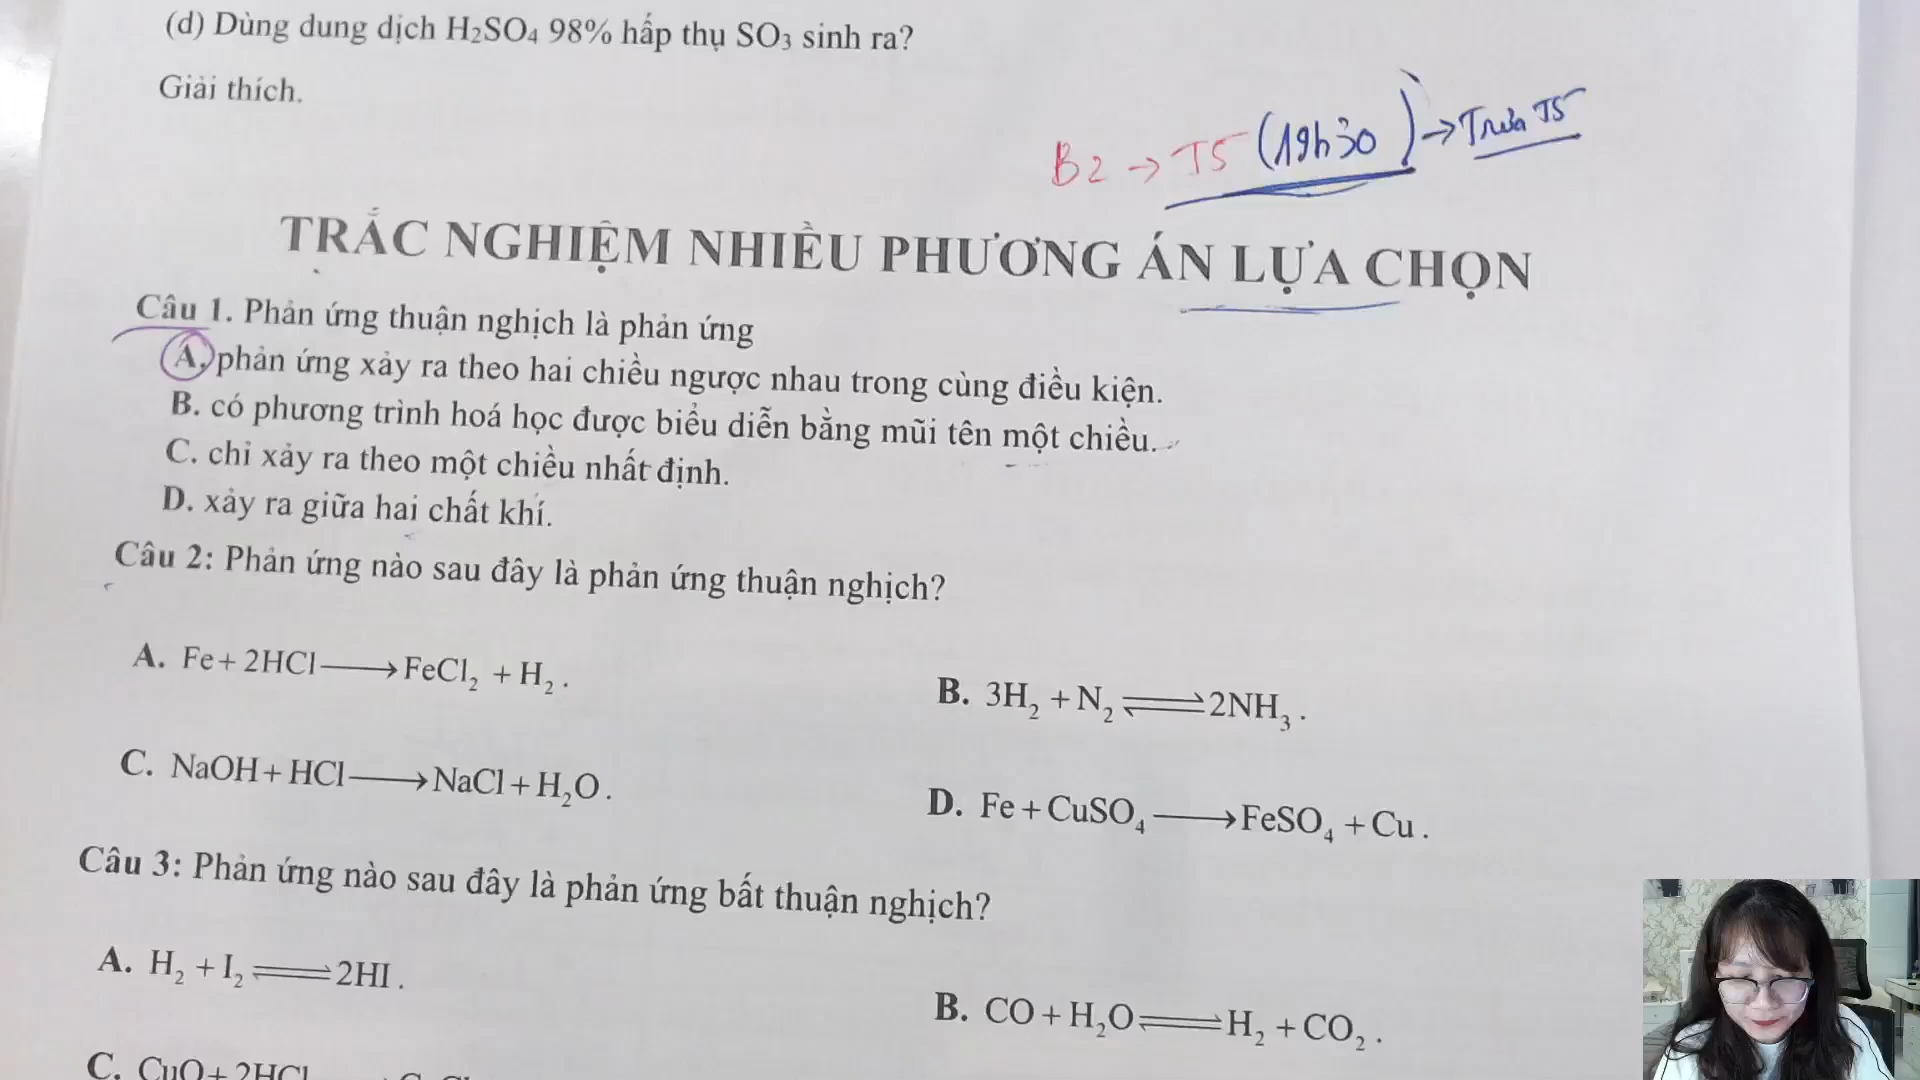 (d) Dùng dung dịch H₂SO₄ 98% hấp thụ SO₃ sinh ra?
Giải thích.
B2 → T5 (19h30) → Trưa T5
TRẮC NGHIỆM NHIỀU PHƯƠNG ÁN LỰA CHỌN
Câu 1. Phản ứng thuận nghịch là phản ứng
A. phản ứng xảy ra theo hai chiều ngược nhau trong cùng điều kiện.
B. có phương trình hoá học được biểu diễn bằng mũi tên một chiều.
C. chỉ xảy ra theo một chiều nhất định.
D. xảy ra giữa hai chất khí.
Câu 2: Phản ứng nào sau đây là phản ứng thuận nghịch?
A. Fe + 2HCl ⟶ FeCl₂ + H₂ .
B. 3H₂ + N₂ ⇌ 2NH₃ .
C. NaOH + HCl ⟶ NaCl + H₂O .
D. Fe + CuSO₄ ⟶ FeSO₄ + Cu .
Câu 3: Phản ứng nào sau đây là phản ứng bất thuận nghịch?
A. H₂ + I₂ ⇌ 2HI .
B. CO + H₂O ⇌ H₂ + CO₂ .
C. CuO + 2HCl